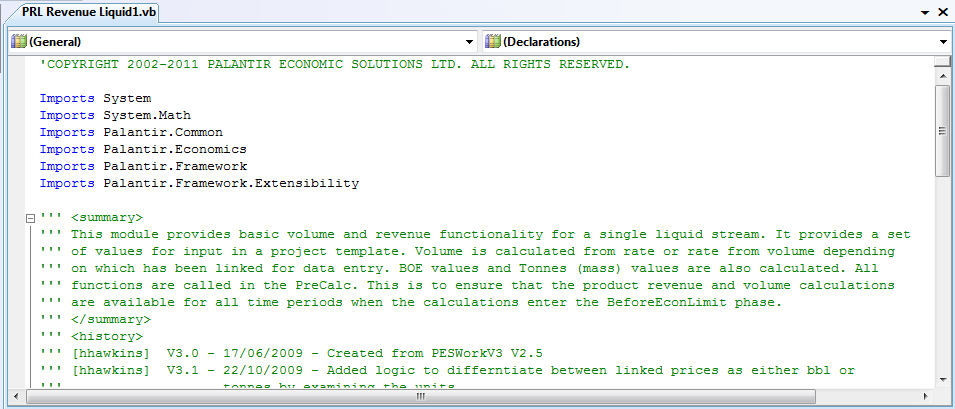 PRL Revenue Liquid1.vb
(General) (Declarations)
'COPYRIGHT 2002-2011 PALANTIR ECONOMIC SOLUTIONS LTD. ALL RIGHTS RESERVED.
Imports System
Imports System.Math
Imports Palantir.Common
Imports Palantir.Economics
Imports Palantir.Framework
Imports Palantir.Framework.Extensibility
''' <summary>
''' This module provides basic volume and revenue functionality for a single liquid stream. It provides a set
''' of values for input in a project template. Volume is calculated from rate or rate from volume depending
''' on which has been linked for data entry. BOE values and Tonnes (mass) values are also calculated. All
''' functions are called in the PreCalc. This is to ensure that the product revenue and volume calculations
''' are available for all time periods when the calculations enter the BeforeEconLimit phase.
''' </summary>
''' <history>
''' [hhawkins]  V3.0 - 17/06/2009 - Created from PESWorkV3 V2.5
''' [hhawkins]  V3.1 - 22/10/2009 - Added logic to differntiate between linked prices as either bbl or
''' tonnes by examining the units